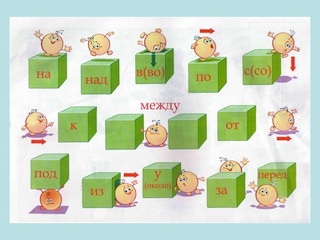 на
над
в(во)
по
с(со)
между
к
от
под
из
у
(около)
за
перед